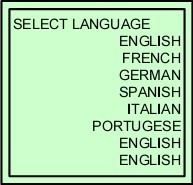 SELECT LANGUAGE
ENGLISH
FRENCH
GERMAN
SPANISH
ITALIAN
PORTUGESE
ENGLISH
ENGLISH